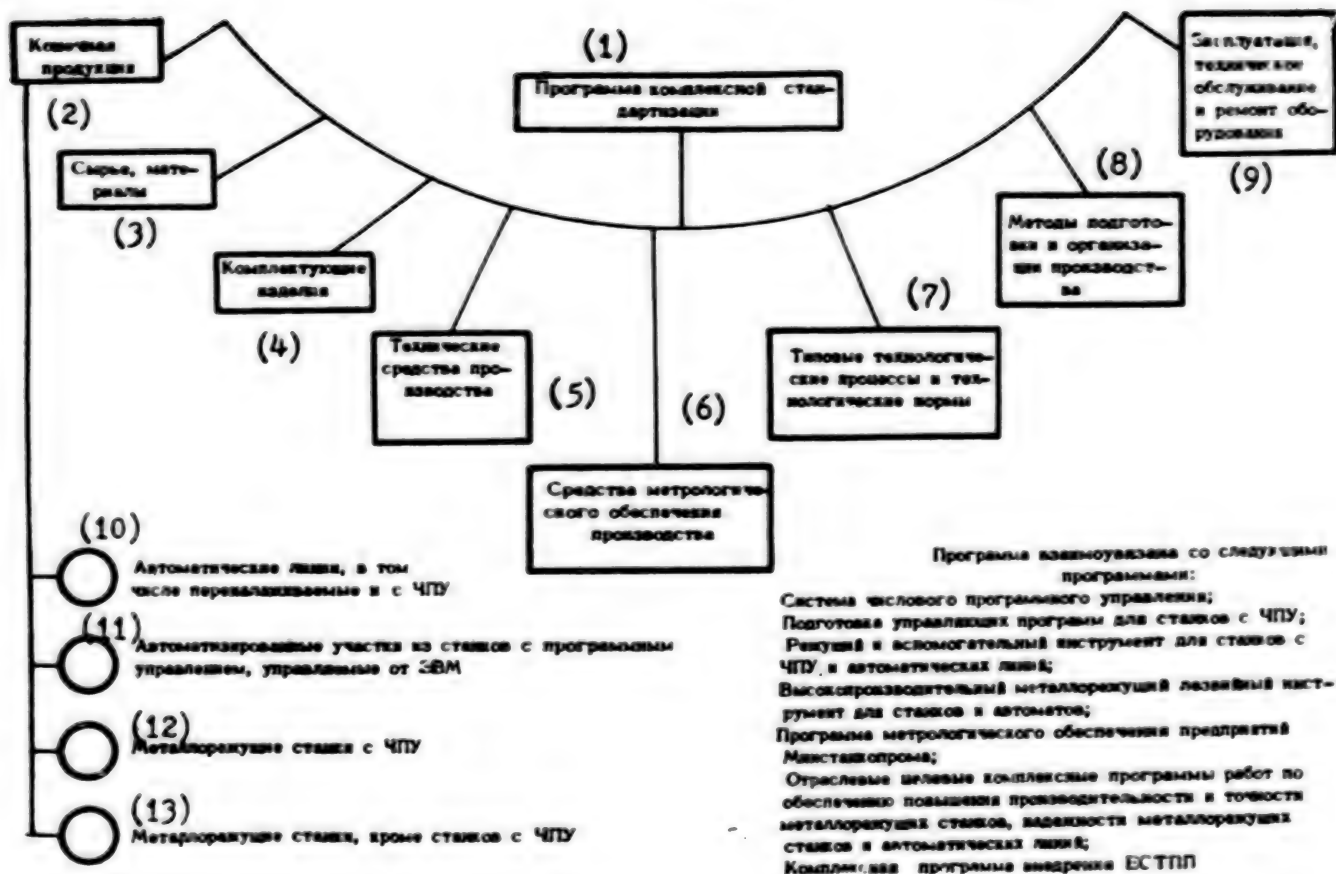 (1)
Программа комплексной стан-
дартизации
Конечная
продукция
(2)
Сырье, мате-
риалы
(3)
Комплектующие
изделия
(4)
Технические
средства про-
изводства
(5)
Средства метрологиче-
ского обеспечения
производства
(6)
Типовые технологиче-
ские процессы и тех-
нологические нормы
(7)
Методы подгото-
вки и организа-
ции производст-
ва
(8)
Эксплуатация,
техническое
обслуживание
и ремонт обо-
рудования
(9)
(10)
Автоматические линии, в том
числе переналаживаемые и с ЧПУ
(11)
Автоматизированные участки из станков с программным
управлением, управляемые от ЭВМ
(12)
Металлорежущие станки с ЧПУ
(13)
Металлорежущие станки, кроме станков с ЧПУ
Программа взаимоувязана со следующими
программами:
Система числового программного управления;
Подготовка управляющих программ для станков с ЧПУ;
Режущий и вспомогательный инструмент для станков с
ЧПУ и автоматических линий;
Высокопроизводительный металлорежущий лезвийный инст-
румент для станков и автоматов;
Программа метрологического обеспечения предприятий
Минстанкопрома;
Отраслевые целевые комплексные программы работ по
обеспечению повышения производительности и точности
металлорежущих станков, надежности металлорежущих
станков и автоматических линий;
Комплексная программа внедрения ЕСТПП